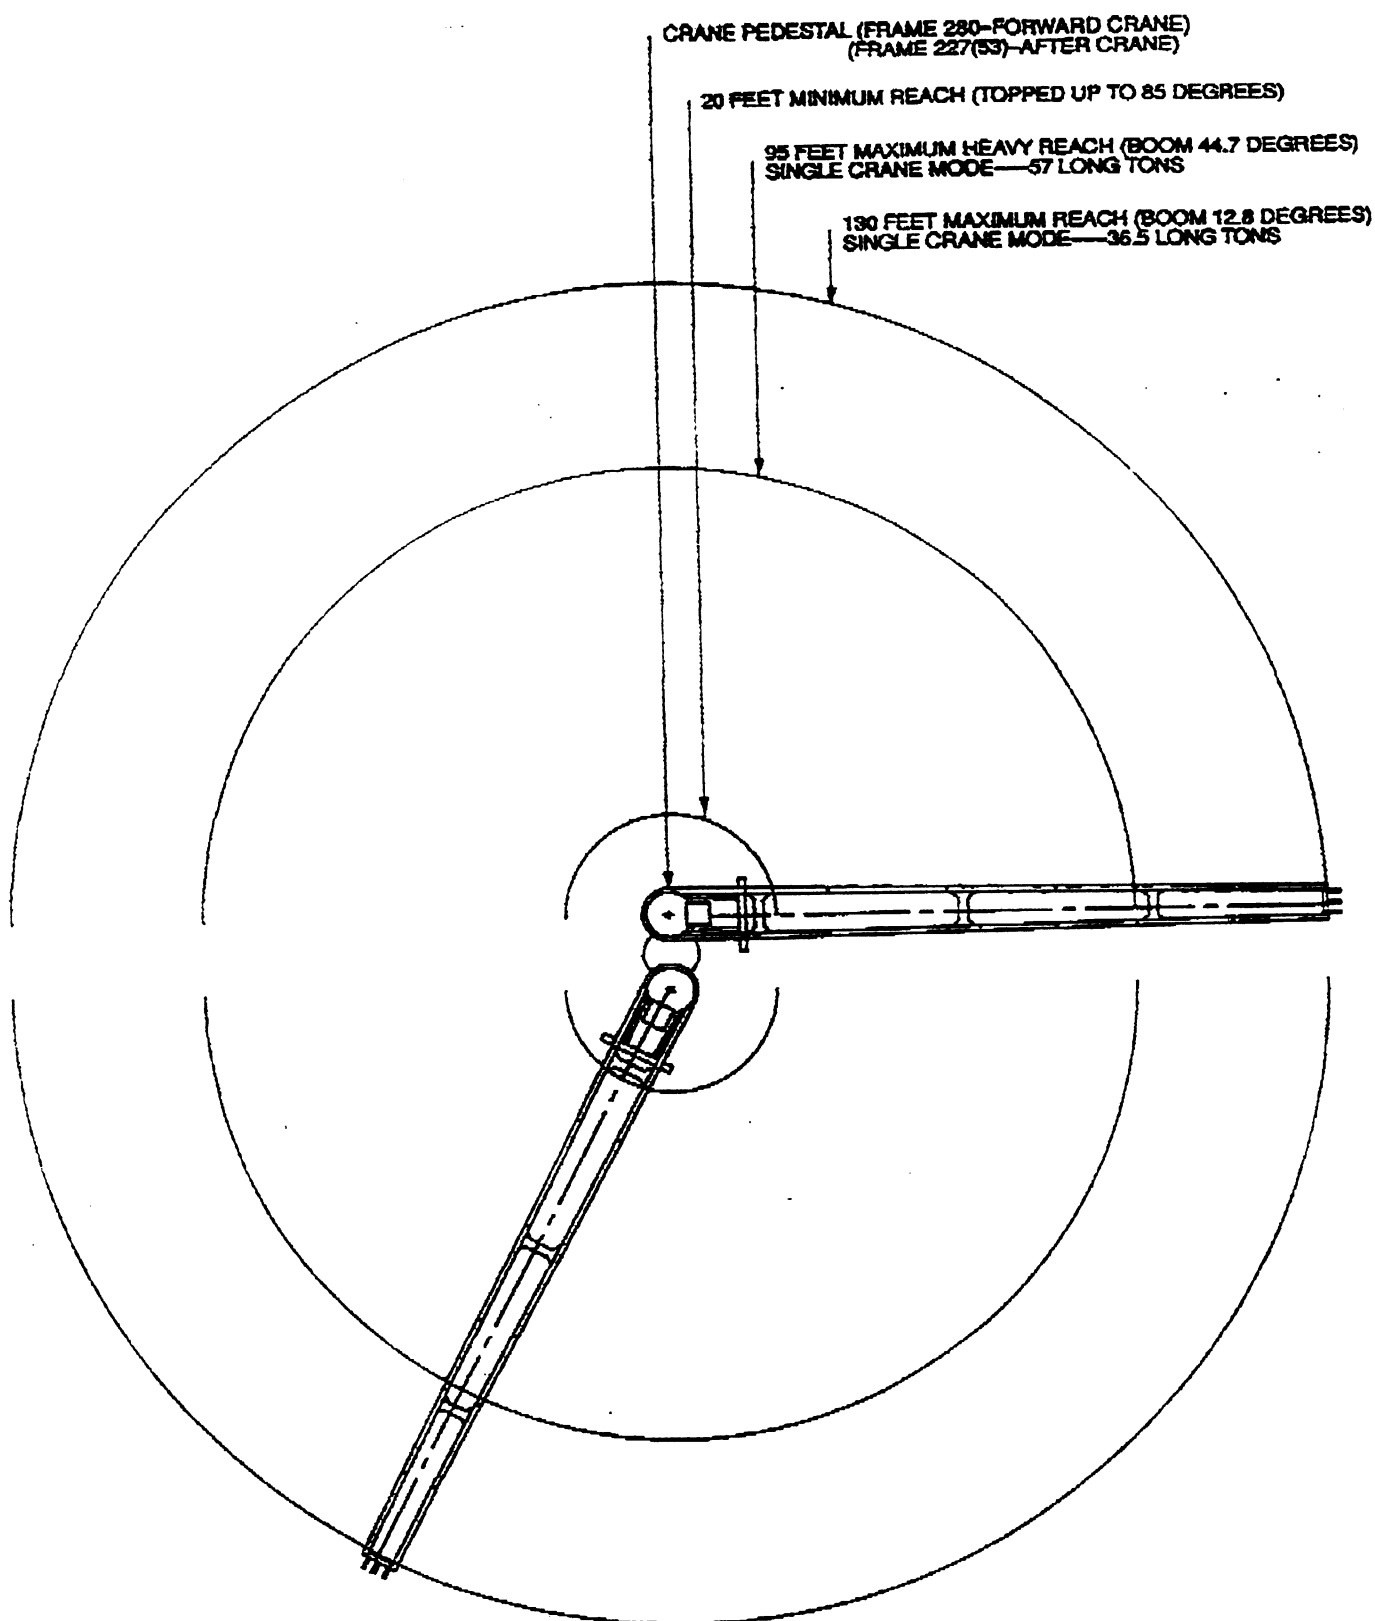 CRANE PEDESTAL (FRAME 280-FORWARD CRANE)
(FRAME 227(53)-AFTER CRANE)
20 FEET MINIMUM REACH (TOPPED UP TO 85 DEGREES)
95 FEET MAXIMUM HEAVY REACH (BOOM 44.7 DEGREES)
SINGLE CRANE MODE—57 LONG TONS
130 FEET MAXIMUM REACH (BOOM 12.8 DEGREES)
SINGLE CRANE MODE—36.5 LONG TONS